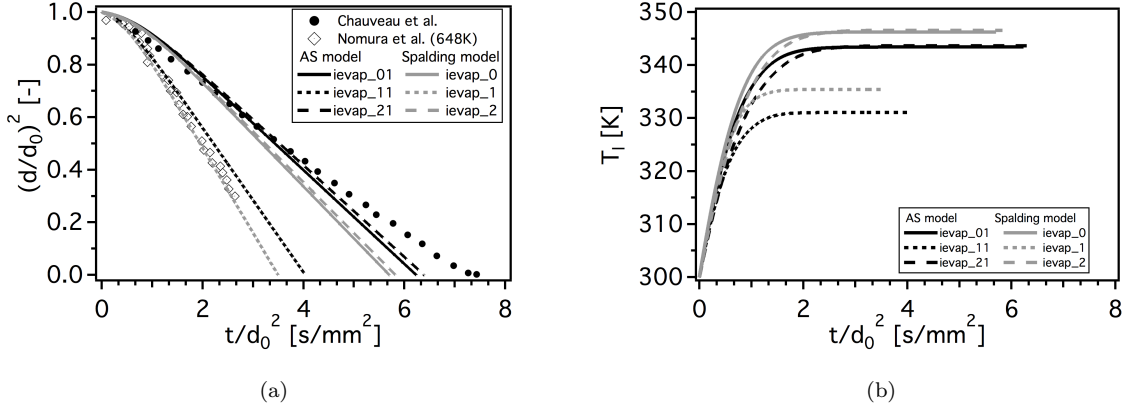 1.0
0.8
0.6
0.4
0.2
0.0
(d/d₀)² [-]
Chauveau et al.
Nomura et al. (648K)
AS model Spalding model
ievap_01 ievap_0
ievap_11 ievap_1
ievap_21 ievap_2
0 2 4 6 8
t/d₀² [s/mm²]
(a)
350
340
330
320
310
300
Tₗ [K]
AS model Spalding model
ievap_01 ievap_0
ievap_11 ievap_1
ievap_21 ievap_2
0 2 4 6 8
t/d₀² [s/mm²]
(b)